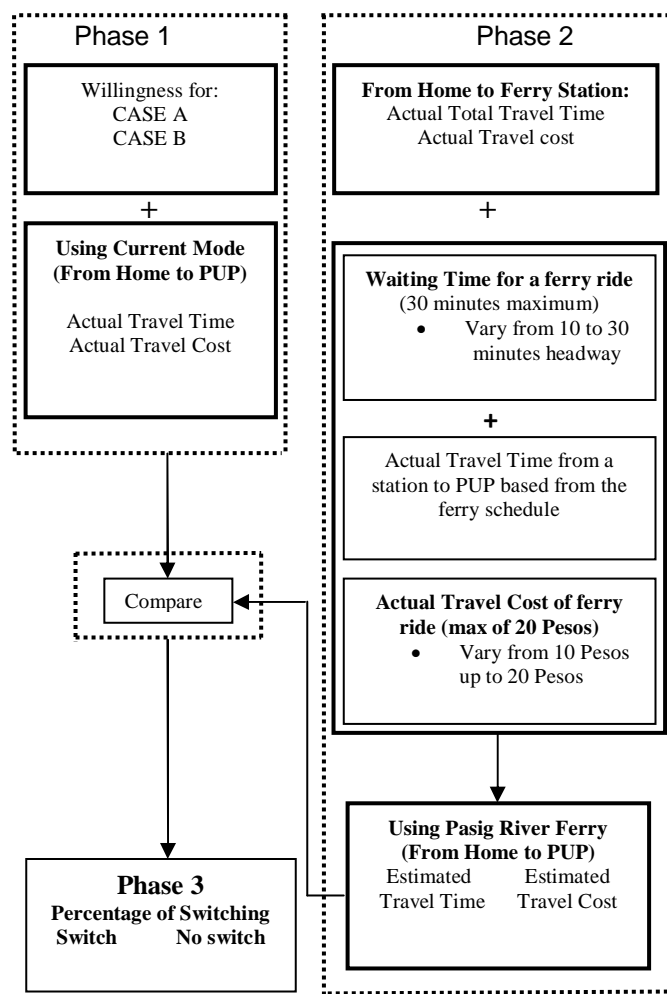 Phase 1
Willingness for:
CASE A
CASE B
+
Using Current Mode
(From Home to PUP)
Actual Travel Time
Actual Travel Cost
Phase 2
From Home to Ferry Station:
Actual Total Travel Time
Actual Travel cost
+
Waiting Time for a ferry ride
(30 minutes maximum)
• Vary from 10 to 30
minutes headway
+
Actual Travel Time from a
station to PUP based from the
ferry schedule
Actual Travel Cost of ferry
ride (max of 20 Pesos)
• Vary from 10 Pesos
up to 20 Pesos
Using Pasig River Ferry
(From Home to PUP)
Estimated Estimated
Travel Time Travel Cost
Compare
Phase 3
Percentage of Switching
Switch No switch